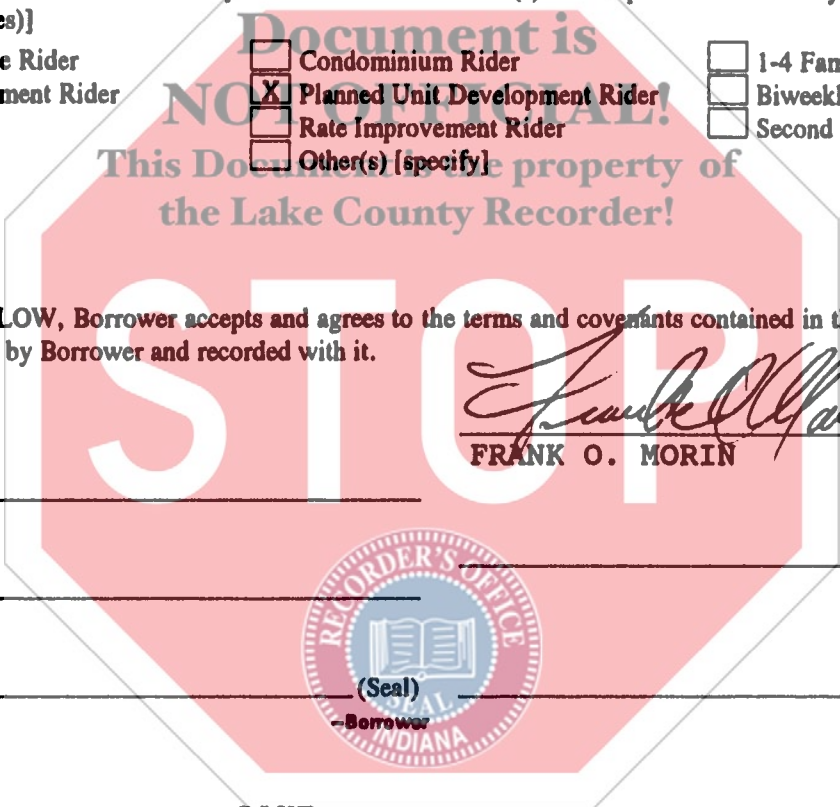 es)]
Document is
e Rider
Condominium Rider
1-4 Fam
ment Rider
X Planned Unit Development Rider
Biweekl
NOT OFFICIAL!
Rate Improvement Rider
Second
Other(s) [specify]
This Document is the property of
the Lake County Recorder!
STOP
LOW, Borrower accepts and agrees to the terms and covenants contained in th
by Borrower and recorded with it.
FRANK O. MORIN
RECORDER'S OFFICE
SEAL
INDIANA
(Seal)
-Borrower